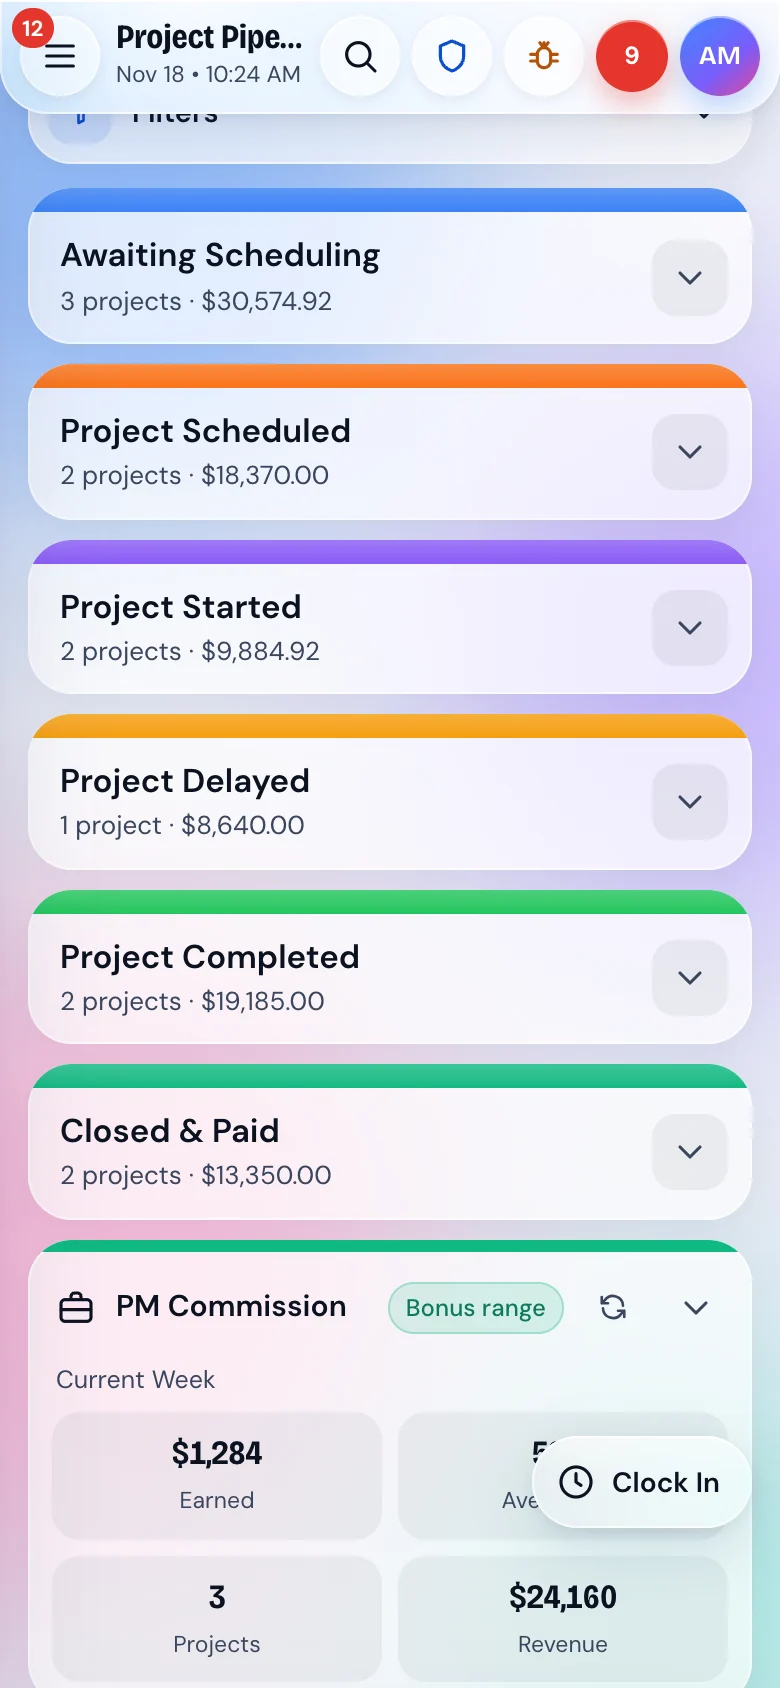 12
Project Pipe...
Nov 18 • 10:24 AM
9
AM
Filters
Awaiting Scheduling
3 projects · $30,574.92
Project Scheduled
2 projects · $18,370.00
Project Started
2 projects · $9,884.92
Project Delayed
1 project · $8,640.00
Project Completed
2 projects · $19,185.00
Closed & Paid
2 projects · $13,350.00
PM Commission
Bonus range
Current Week
$1,284
Earned
Clock In
3
Projects
$24,160
Revenue